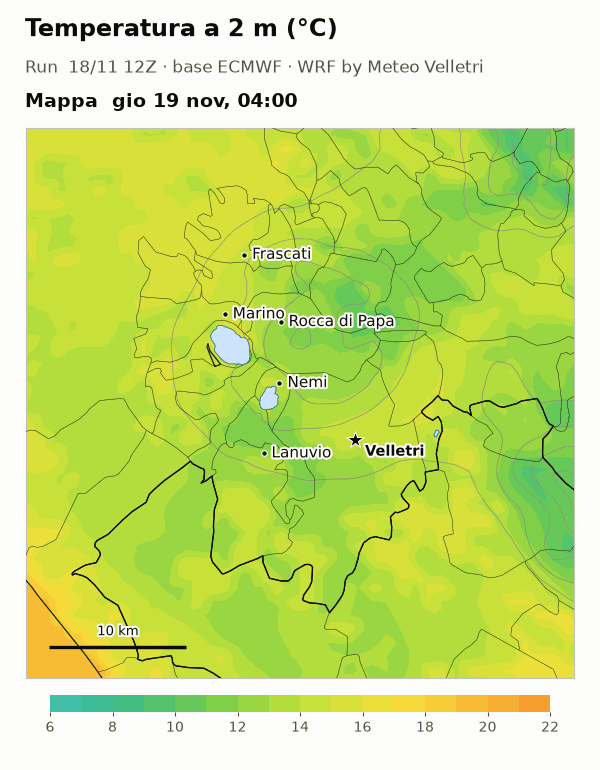 Temperatura a 2 m (°C)
Run  18/11 12Z · base ECMWF · WRF by Meteo Velletri
Mappa  gio 19 nov, 04:00
Frascati
Marino
Rocca di Papa
Nemi
Velletri
Lanuvio
10 km
6 8 10 12 14 16 18 20 22